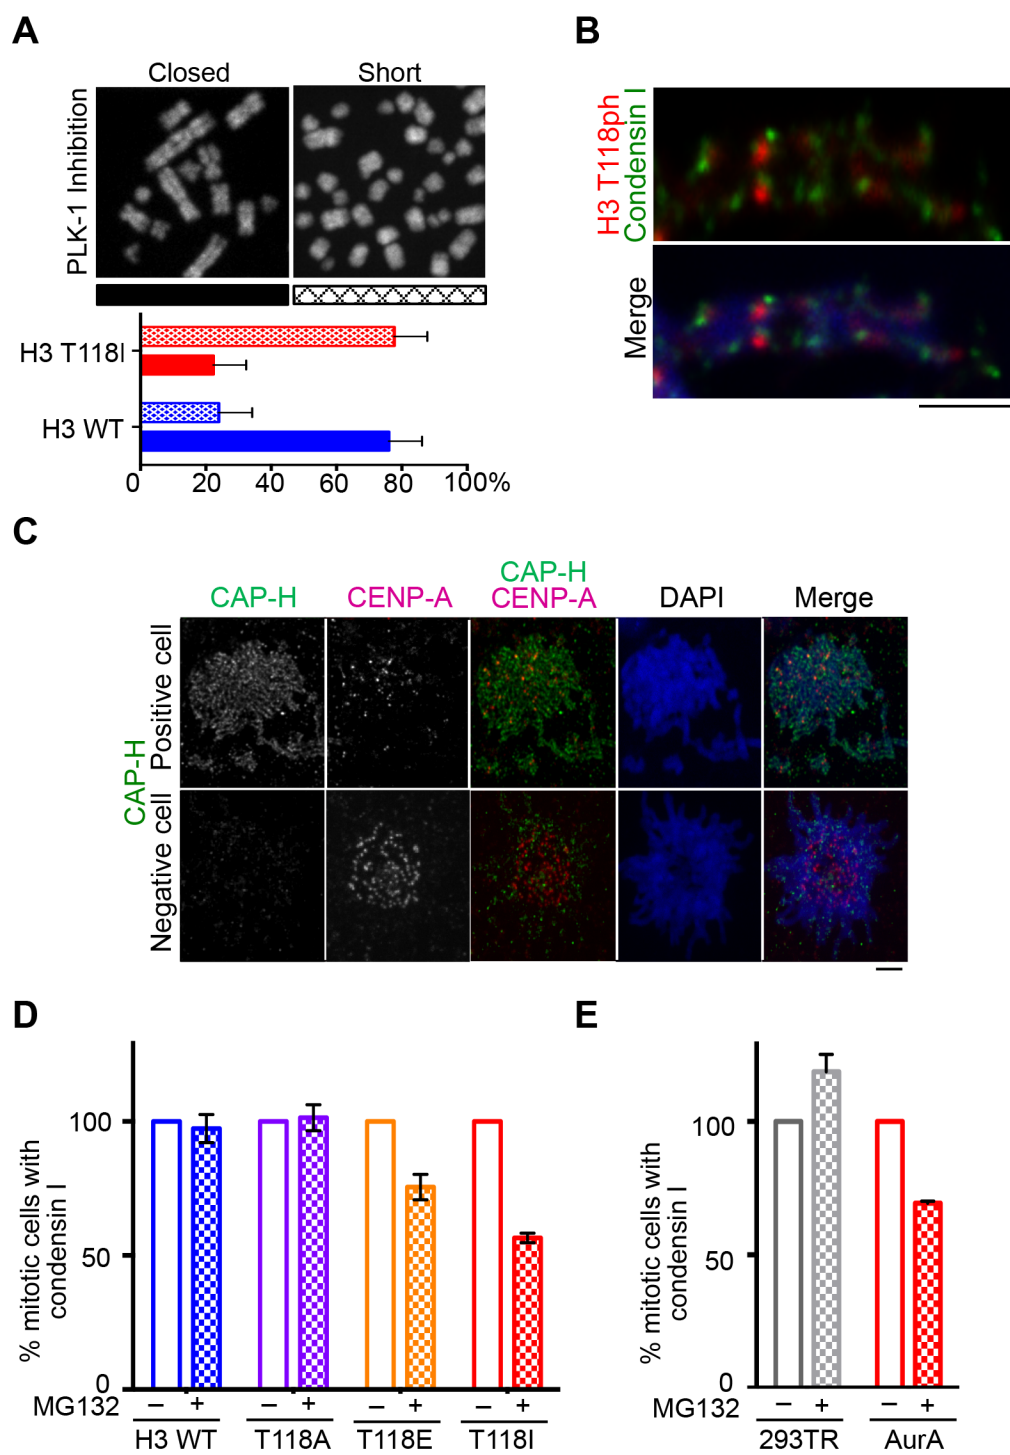 A
Closed
Short
PLK-1 Inhibition
H3 T118I
H3 WT
0 20 40 60 80 100%
B
H3 T118ph
Condensin I
Merge
C
CAP-H
CENP-A
CAP-H
CENP-A
DAPI
Merge
CAP-H
Positive cell
Negative cell
D
% mitotic cells with
condensin I
100
50
0
MG132 – + – + – + – +
H3 WT T118A T118E T118I
E
% mitotic cells with
condensin I
100
50
0
MG132 – + – +
293TR AurA